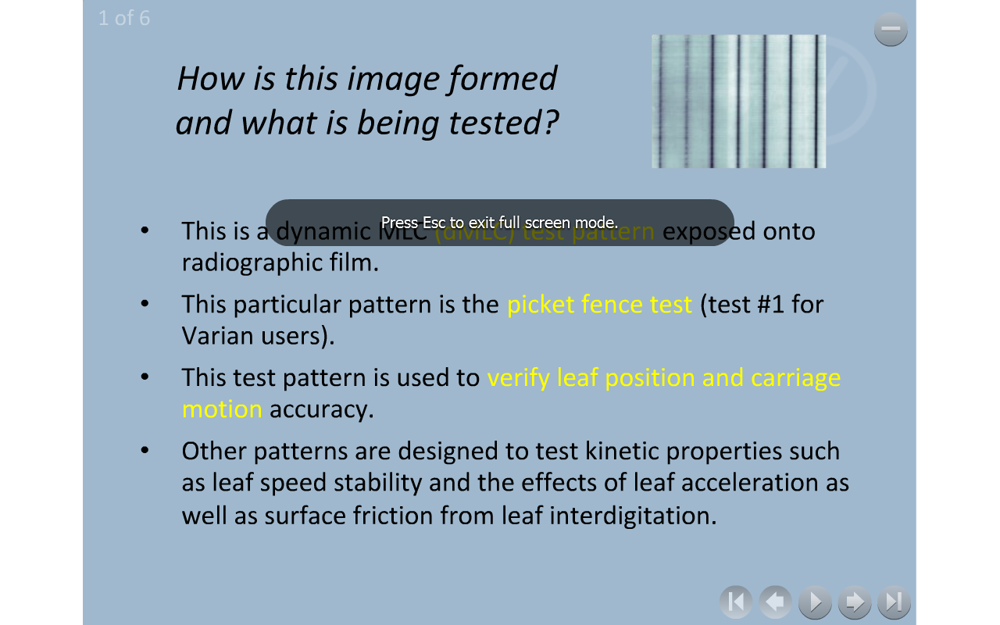 1 of 6
How is this image formed
and what is being tested?
Press Esc to exit full screen mode.
• This is a dynamic MLC (dMLC) test pattern exposed onto
radiographic film.
• This particular pattern is the picket fence test (test #1 for
Varian users).
• This test pattern is used to verify leaf position and carriage
motion accuracy.
• Other patterns are designed to test kinetic properties such
as leaf speed stability and the effects of leaf acceleration as
well as surface friction from leaf interdigitation.